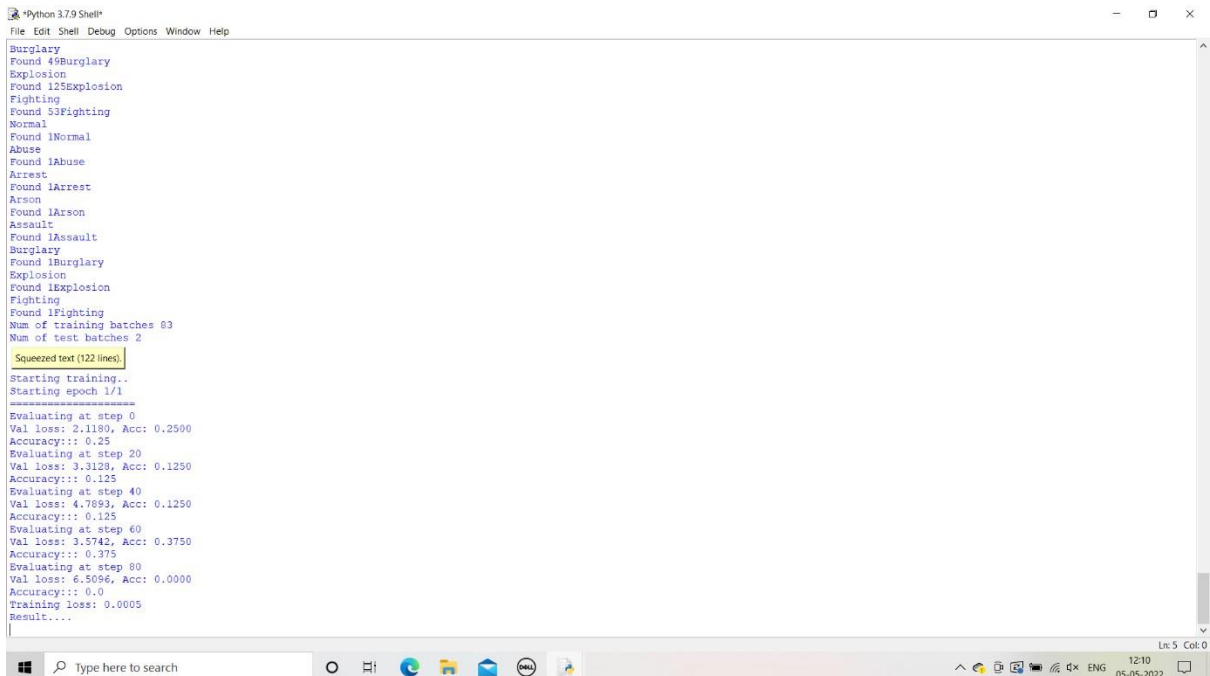 *Python 3.7.9 Shell*
File Edit Shell Debug Options Window Help
Burglary
Found 49Burglary
Explosion
Found 125Explosion
Fighting
Found 53Fighting
Normal
Found 1Normal
Abuse
Found 1Abuse
Arrest
Found 1Arrest
Arson
Found 1Arson
Assault
Found 1Assault
Burglary
Found 1Burglary
Explosion
Found 1Explosion
Fighting
Found 1Fighting
Num of training batches 83
Num of test batches 2
Squeezed text (122 lines).
Starting training..
Starting epoch 1/1
====================
Evaluating at step 0
Val loss: 2.1180, Acc: 0.2500
Accuracy::: 0.25
Evaluating at step 20
Val loss: 3.3128, Acc: 0.1250
Accuracy::: 0.125
Evaluating at step 40
Val loss: 4.7893, Acc: 0.1250
Accuracy::: 0.125
Evaluating at step 60
Val loss: 3.5742, Acc: 0.3750
Accuracy::: 0.375
Evaluating at step 80
Val loss: 6.5096, Acc: 0.0000
Accuracy::: 0.0
Training loss: 0.0005
Result....
Ln: 5 Col: 0
Type here to search
DELL
ENG
12:10
05-05-2022